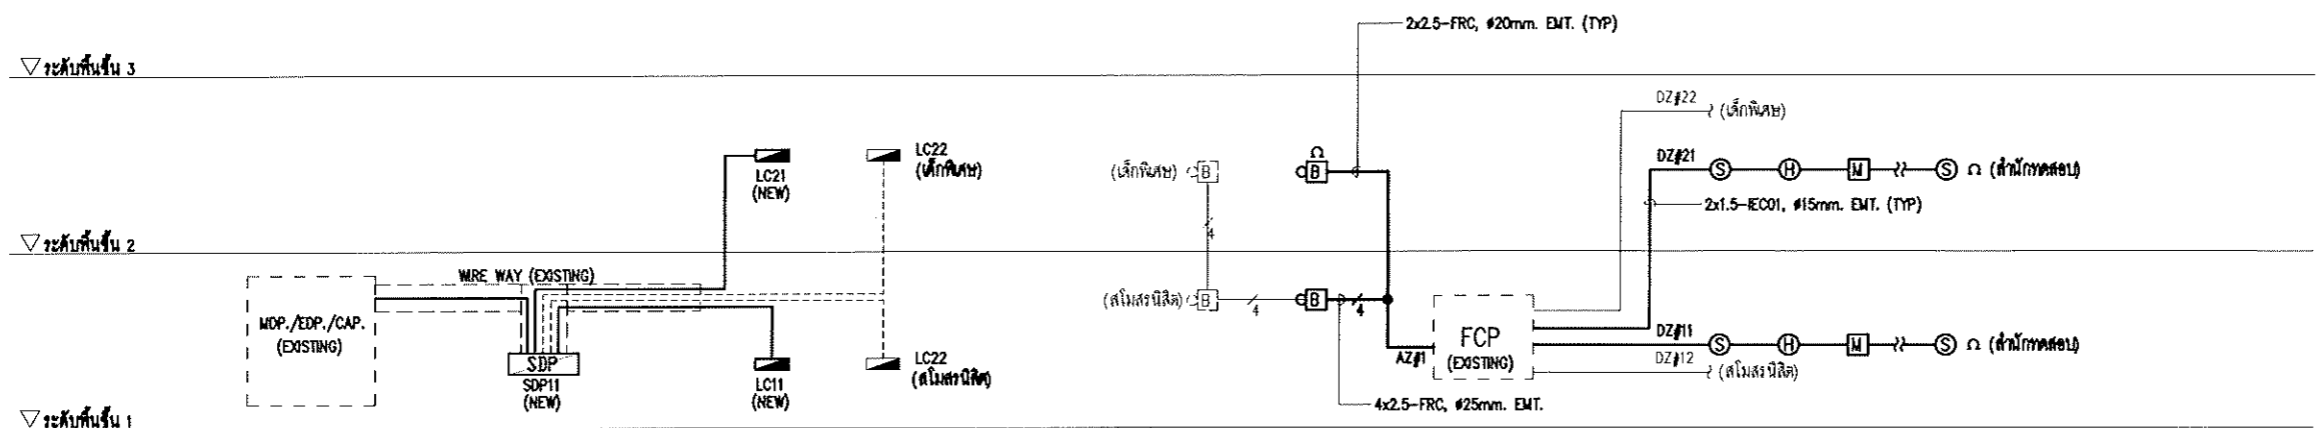 2x2.5-FRC, ø20mm. EMT. (TYP)
ระดับพื้นชั้น 3
DZ#22
(เด็กพิเศษ)
LC21
(NEW)
LC22
(เด็กพิเศษ)
(เด็กพิเศษ)
B
Ω
B
DZ#21
S
H
M
S
Ω (สำนักทดสอบ)
2x1.5-IEC01, ø15mm. EMT. (TYP)
4
ระดับพื้นชั้น 2
WIRE WAY (EXISTING)
MDP./EDP./CAP.
(EXISTING)
(สโมสรนิสิต)
B
4
B
4
SDP
SDP11
(NEW)
LC11
(NEW)
LC22
(สโมสรนิสิต)
AZ#1
FCP
(EXISTING)
DZ#11
S
H
M
S
Ω (สำนักทดสอบ)
DZ#12
(สโมสรนิสิต)
4x2.5-FRC, ø25mm. EMT.
ระดับพื้นชั้น 1